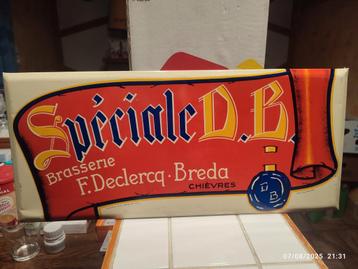 Spéciale D.B.
Brasserie
F. Declercq - Breda
CHIÈVRES
D B
07/08/2025 21:31